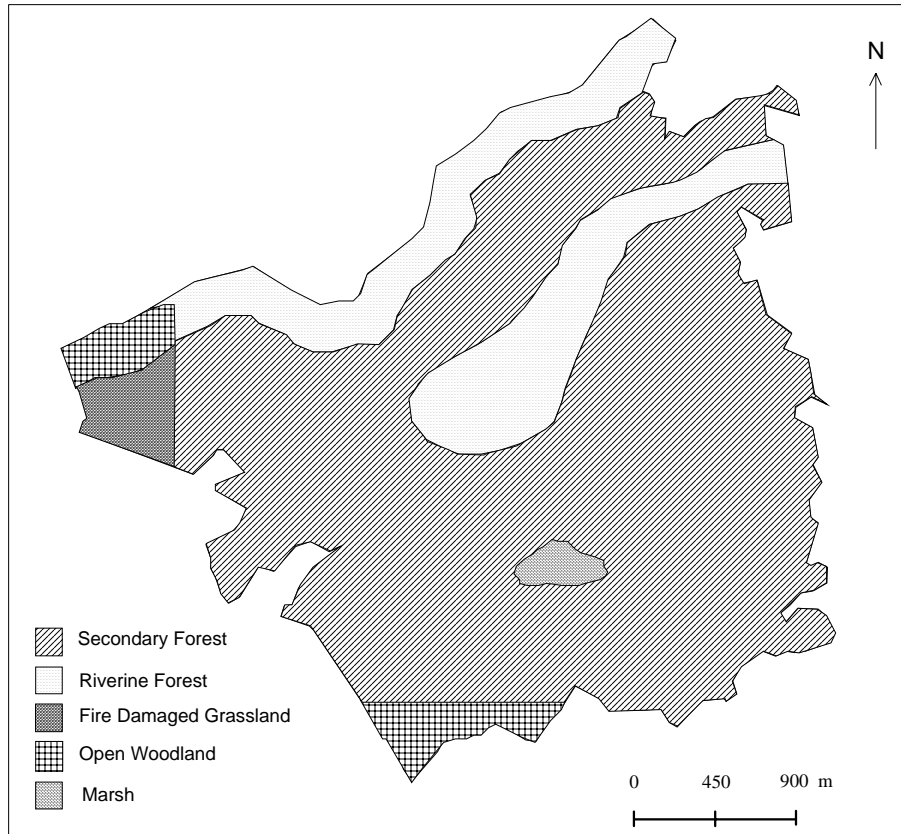 N
Secondary Forest
Riverine Forest
Fire Damaged Grassland
Open Woodland
Marsh
0 450 900 m